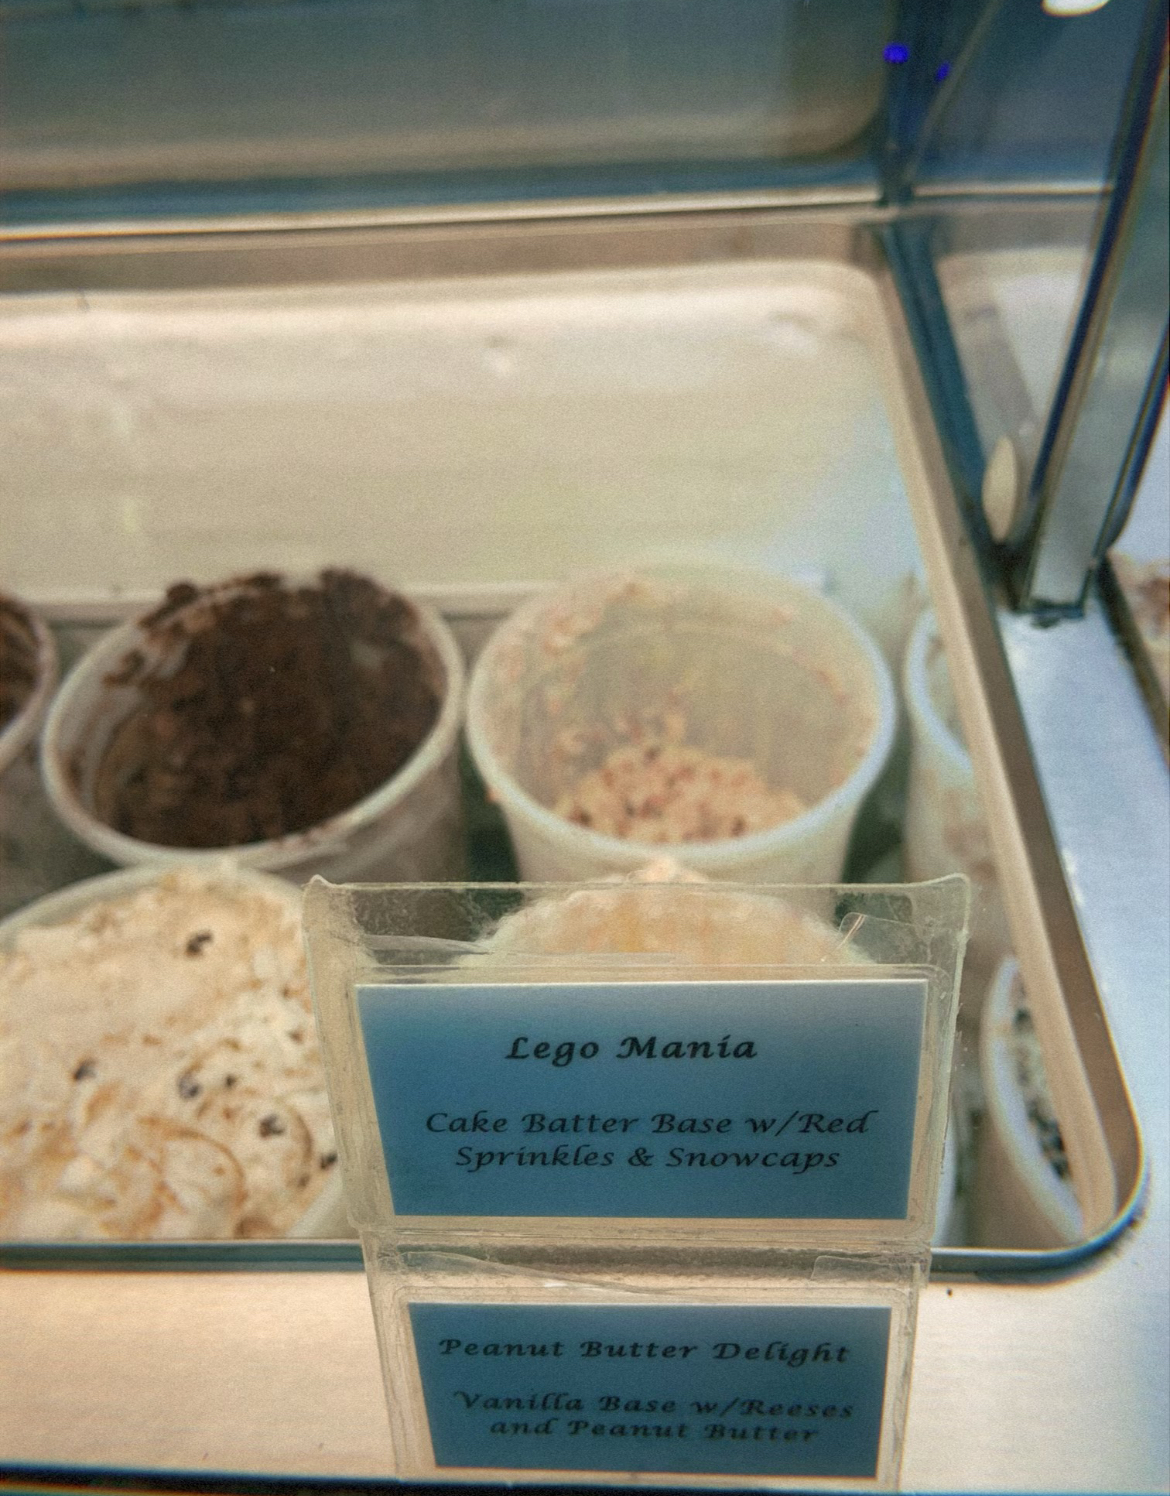 Lego Mania
Cake Batter Base w/Red
Sprinkles & Snowcaps
Peanut Butter Delight
Vanilla Base w/Reeses
and Peanut Butter